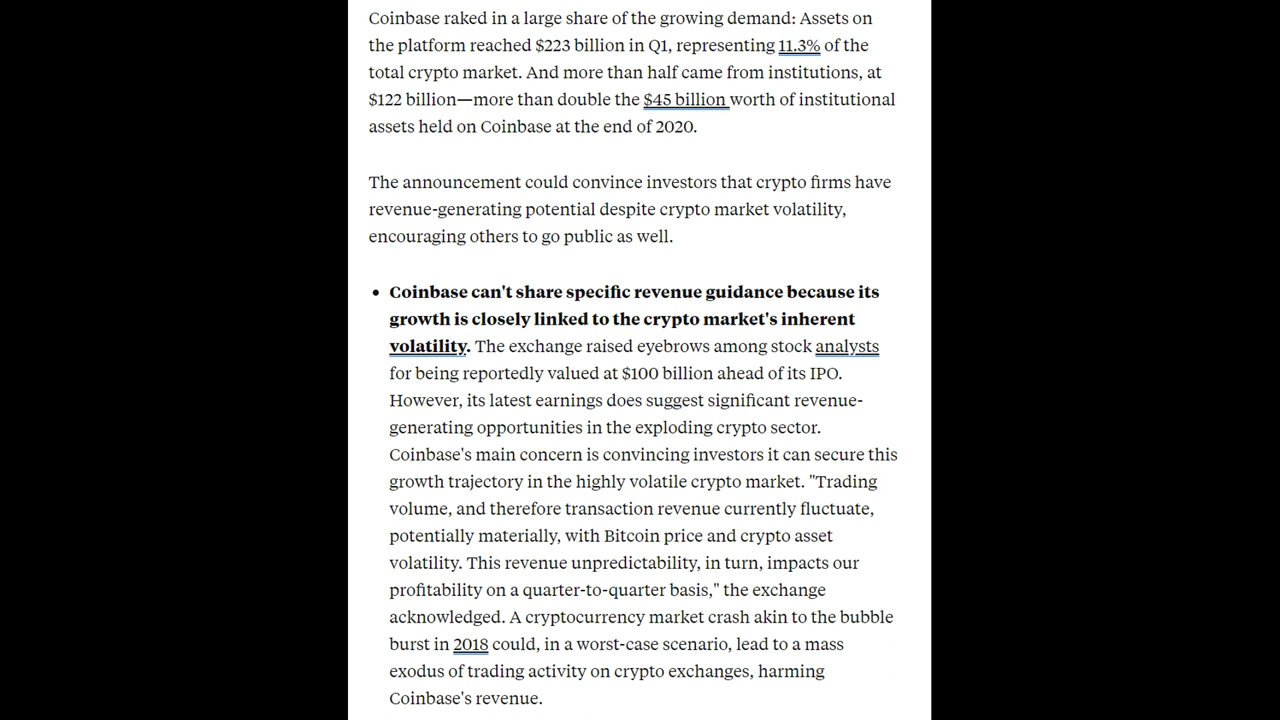 Coinbase raked in a large share of the growing demand: Assets on
the platform reached $223 billion in Q1, representing 11.3% of the
total crypto market. And more than half came from institutions, at
$122 billion—more than double the $45 billion worth of institutional
assets held on Coinbase at the end of 2020.
The announcement could convince investors that crypto firms have
revenue-generating potential despite crypto market volatility,
encouraging others to go public as well.
• Coinbase can't share specific revenue guidance because its
growth is closely linked to the crypto market's inherent
volatility. The exchange raised eyebrows among stock analysts
for being reportedly valued at $100 billion ahead of its IPO.
However, its latest earnings does suggest significant revenue-
generating opportunities in the exploding crypto sector.
Coinbase's main concern is convincing investors it can secure this
growth trajectory in the highly volatile crypto market. "Trading
volume, and therefore transaction revenue currently fluctuate,
potentially materially, with Bitcoin price and crypto asset
volatility. This revenue unpredictability, in turn, impacts our
profitability on a quarter-to-quarter basis," the exchange
acknowledged. A cryptocurrency market crash akin to the bubble
burst in 2018 could, in a worst-case scenario, lead to a mass
exodus of trading activity on crypto exchanges, harming
Coinbase's revenue.